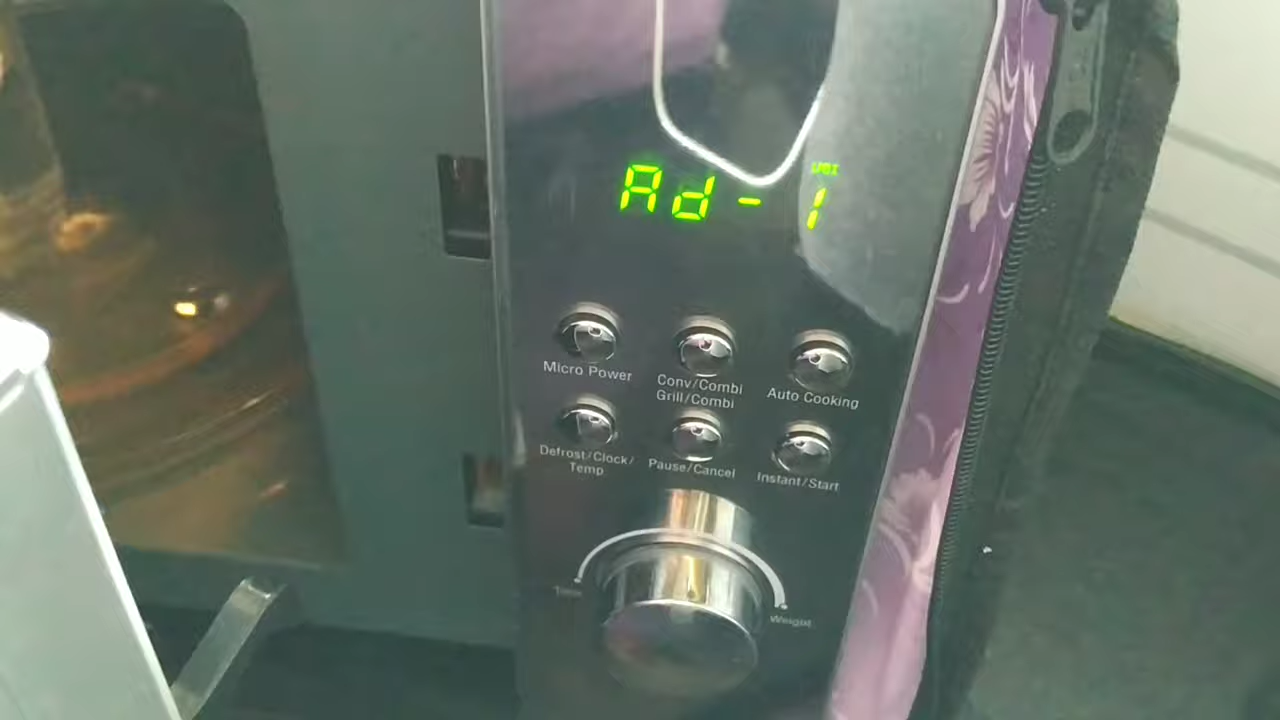 Ad-1
Micro Power
Conv/Combi
Grill/Combi
Auto Cooking
Defrost/Clock/
Temp
Pause/Cancel
Instant/Start
Weight